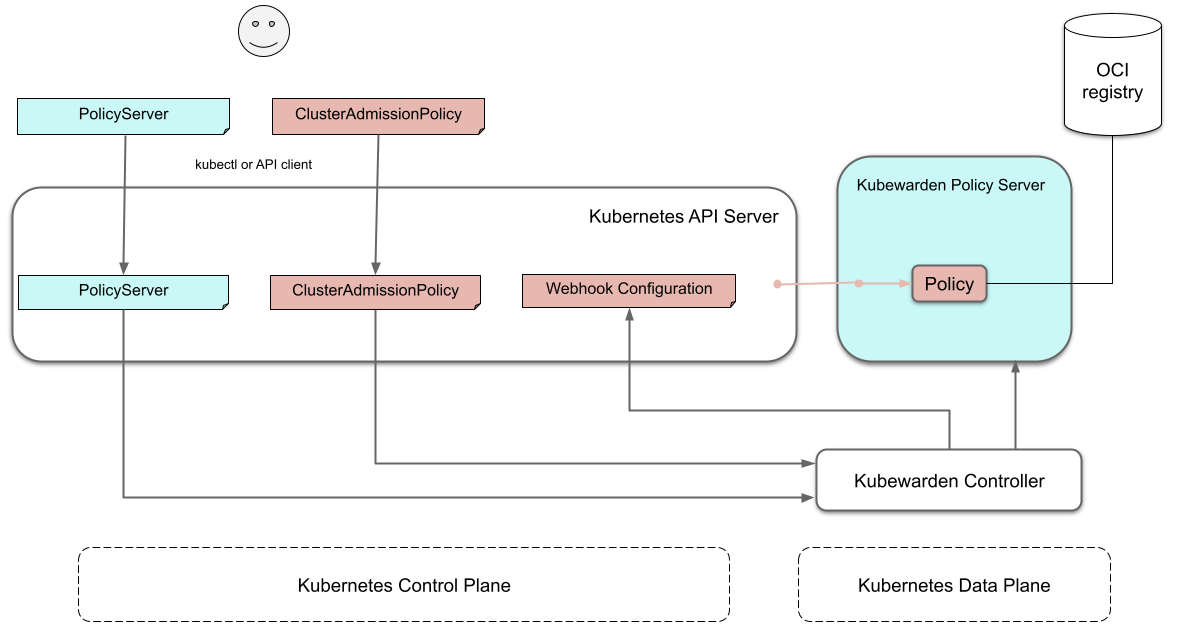 OCI
registry
PolicyServer
ClusterAdmissionPolicy
kubectl or API client
Kubernetes API Server
Kubewarden Policy Server
PolicyServer
ClusterAdmissionPolicy
Webhook Configuration
Policy
Kubewarden Controller
Kubernetes Control Plane
Kubernetes Data Plane